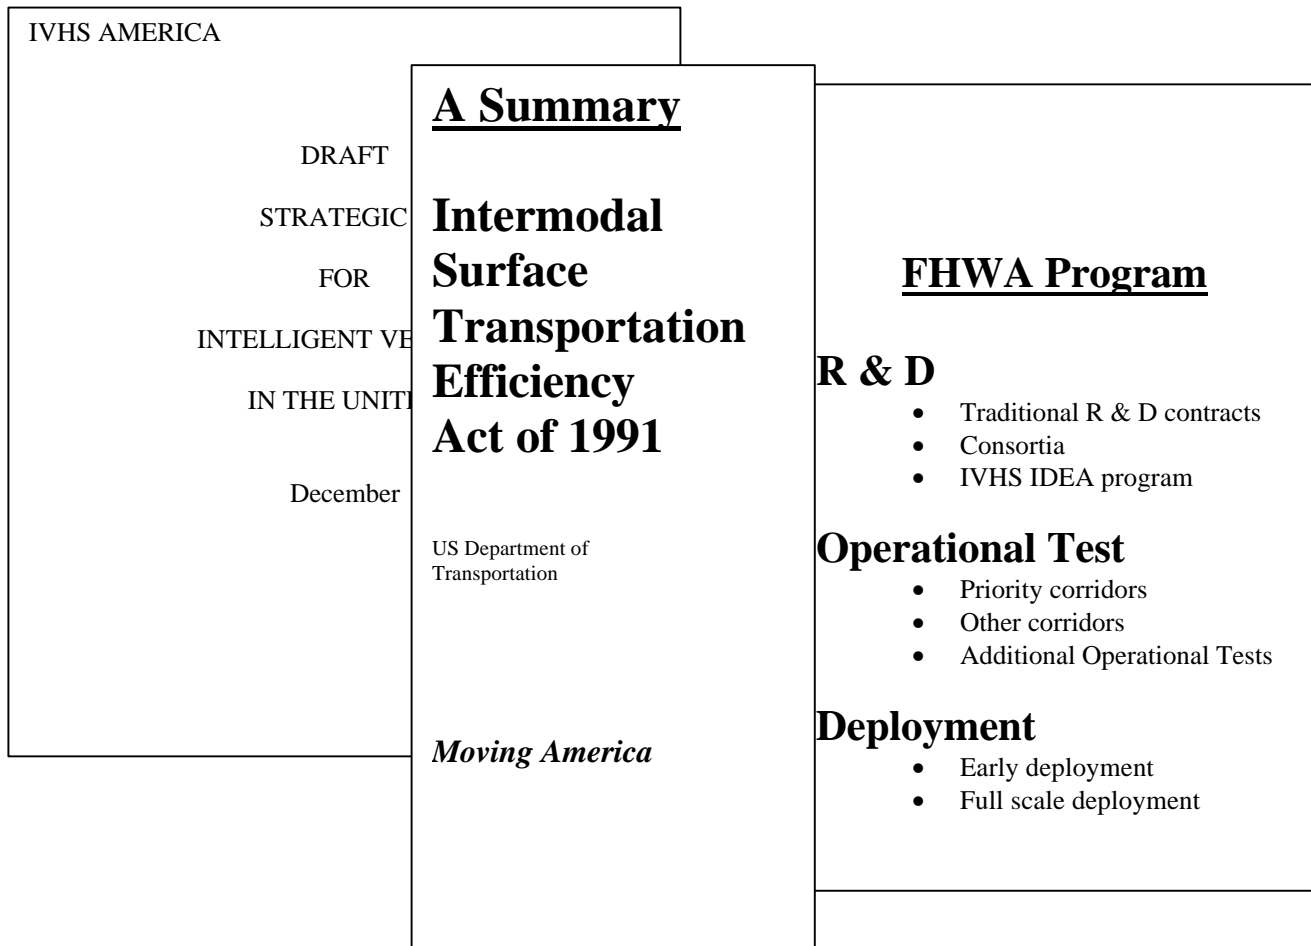 IVHS AMERICA
DRAFT
STRATEGIC
FOR
INTELLIGENT
IN THE
December
A Summary
Intermodal
Surface
Transportation
Efficiency
Act of 1991
US Department of
Transportation
Moving America
FHWA Program
R & D
• Traditional R & D contracts
• Consortia
• IVHS IDEA program
Operational Test
• Priority corridors
• Other corridors
• Additional Operational Tests
Deployment
• Early deployment
• Full scale deployment